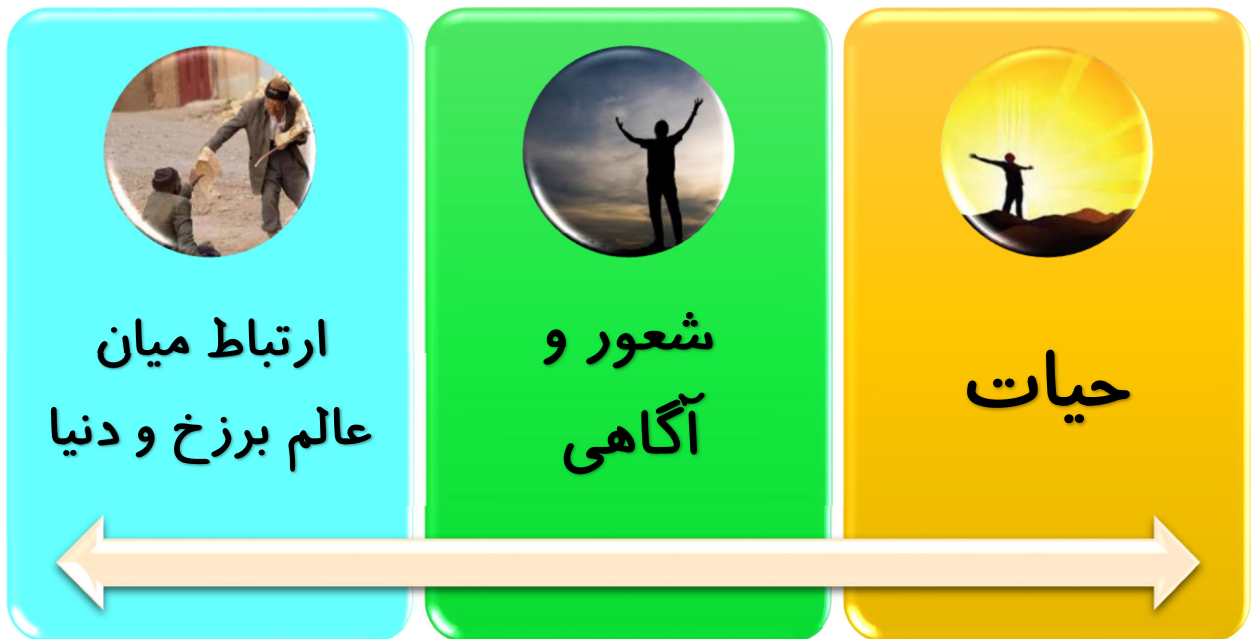 حیات
شعور و
آگاهی
ارتباط میان
عالم برزخ و دنیا